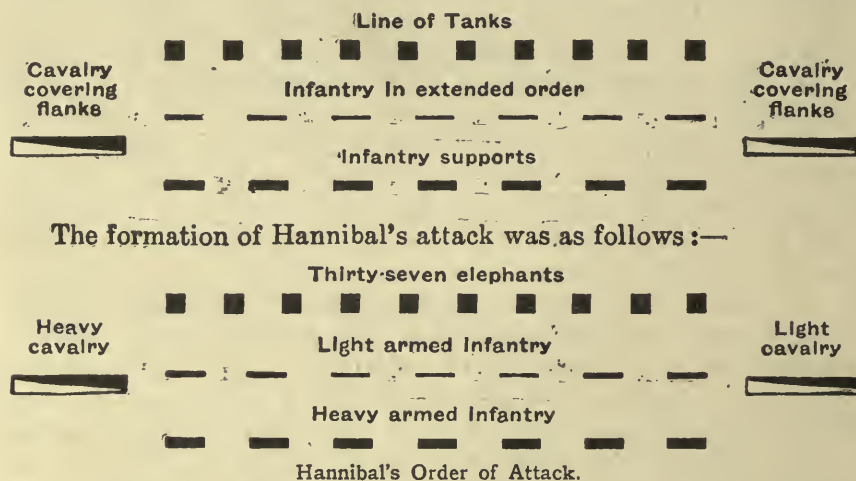 Line of Tanks
Cavalry
covering
flanks
Infantry in extended order
Cavalry
covering
flanks
Infantry supports
The formation of Hannibal's attack was as follows:—
Thirty-seven elephants
Heavy
cavalry
Light armed infantry
Light
cavalry
Heavy armed infantry
Hannibal's Order of Attack.